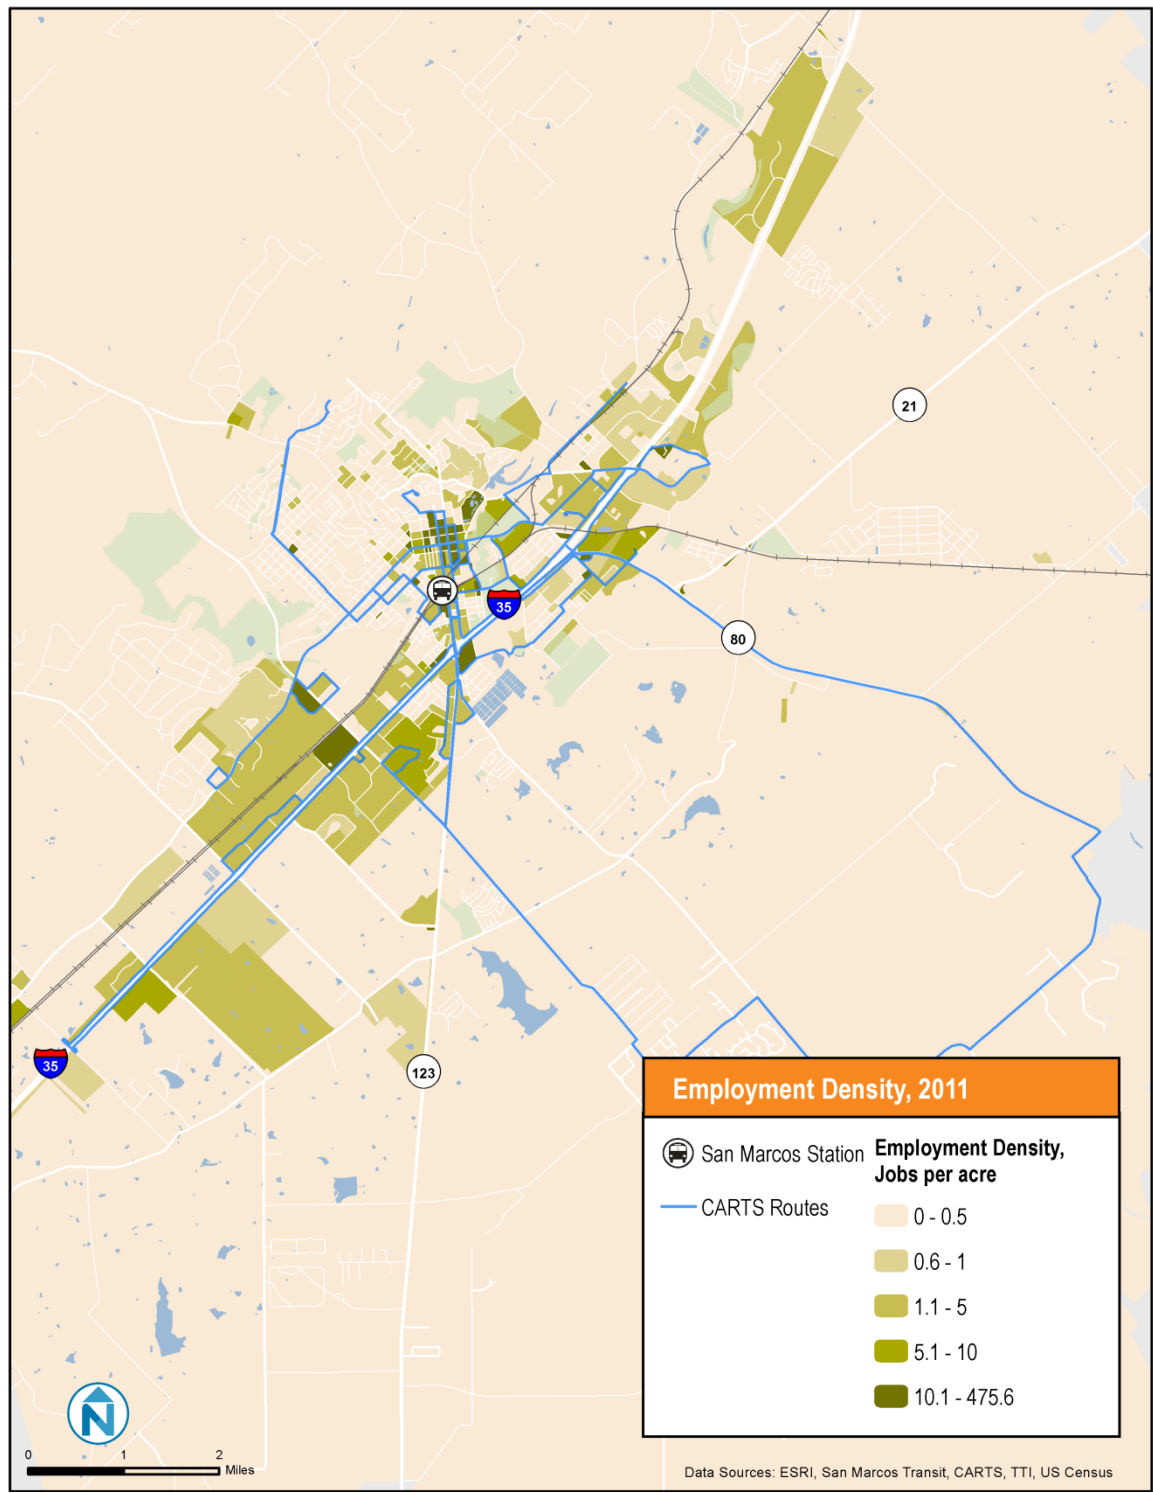 21
35
80
35
123
Employment Density, 2011
San Marcos Station
CARTS Routes
Employment Density,
Jobs per acre
0 - 0.5
0.6 - 1
1.1 - 5
5.1 - 10
10.1 - 475.6
N
0 1 2
Miles
Data Sources: ESRI, San Marcos Transit, CARTS, TTI, US Census